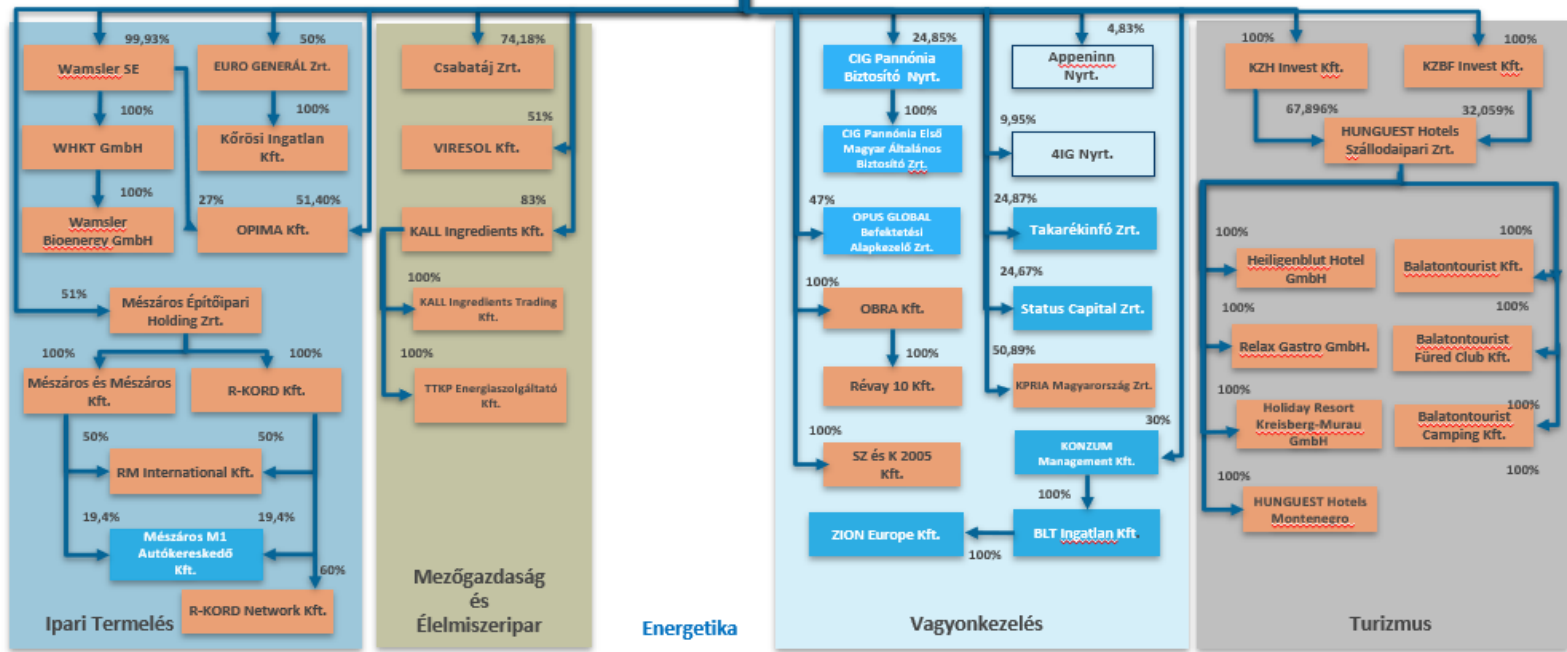 99,93%
Wamsler SE
100%
WHKT GmbH
100%
Wamsler
Bioenergy GmbH
50%
EURO GENERÁL Zrt.
100%
Kőrösi Ingatlan
Kft.
27%
51,40%
OPIMA Kft.
51%
Mészáros Építőipari
Holding Zrt.
100%
100%
Mészáros és Mészáros
Kft.
R-KORD Kft.
50%
50%
RM International Kft.
19,4%
19,4%
Mészáros M1
Autókereskedő
Kft.
60%
R-KORD Network Kft.
Ipari Termelés
74,18%
Csabatáj Zrt.
51%
VIRESOL Kft.
83%
KALL Ingredients Kft.
100%
KALL Ingredients Trading
Kft.
100%
TTKP Energiaszolgáltató
Kft.
Mezőgazdaság
és
Élelmiszeripar
Energetika
24,85%
CIG Pannónia
Biztosító Nyrt.
100%
CIG Pannónia Első
Magyar Általános
Biztosító Zrt.
47%
OPUS GLOBAL
Befektetési
Alapkezelő Zrt.
100%
OBRA Kft.
100%
Révay 10 Kft.
100%
SZ és K 2005
Kft.
4,83%
Appeninn
Nyrt.
9,95%
4IG Nyrt.
24,87%
Takarékinfó Zrt.
24,67%
Status Capital Zrt.
50,89%
KPRIA Magyarország Zrt.
30%
KONZUM
Management Kft.
100%
BLT Ingatlan Kft.
100%
ZION Europe Kft.
Vagyonkezelés
100%
KZH Invest Kft.
100%
KZBF Invest Kft.
67,896%
32,059%
HUNGUEST Hotels
Szállodaipari Zrt.
100%
Heiligenblut Hotel
GmbH
100%
Relax Gastro GmbH.
100%
Holiday Resort
Kreisberg-Murau
GmbH
100%
HUNGUEST Hotels
Montenegro
100%
Balatontourist Kft.
Balatontourist
Füred Club Kft.
100%
Balatontourist
Camping Kft.
100%
Turizmus